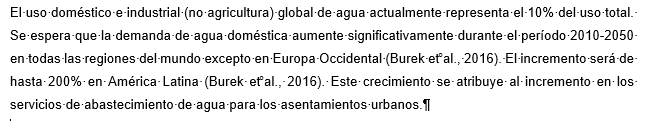 El uso doméstico e industrial (no agricultura) global de agua actualmente representa el 10% del uso total.
Se espera que la demanda de agua doméstica aumente significativamente durante el período 2010-2050
en todas las regiones del mundo excepto en Europa Occidental (Burek et al., 2016). El incremento será de
hasta 200% en América Latina (Burek et al., 2016). Este crecimiento se atribuye al incremento en los
servicios de abastecimiento de agua para los asentamientos urbanos.¶